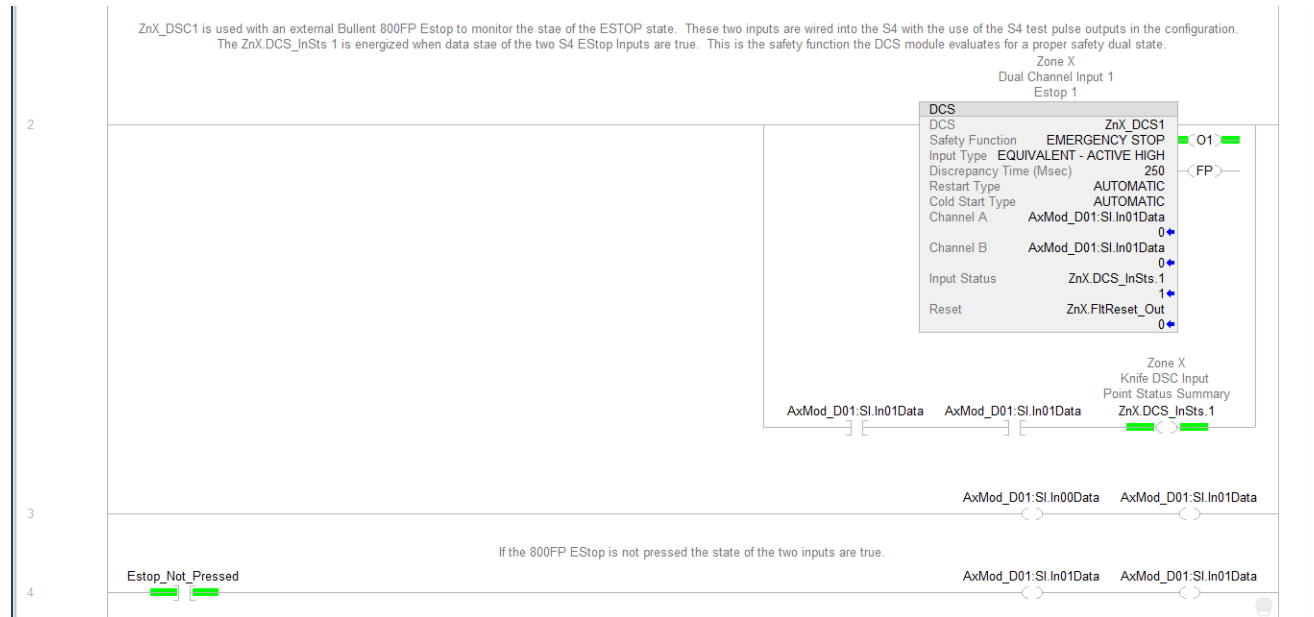 ZnX_DSC1 is used with an external Bullent 800FP Estop to monitor the stae of the ESTOP state. These two inputs are wired into the S4 with the use of the S4 test pulse outputs in the configuration.
The ZnX.DCS_InSts 1 is energized when data stae of the two S4 EStop Inputs are true. This is the safety function the DCS module evaluates for a proper safety dual state.
Zone X
Dual Channel Input 1
Estop 1
2
DCS
DCS ZnX_DCS1
Safety Function EMERGENCY STOP
O1
Input Type EQUIVALENT - ACTIVE HIGH
Discrepancy Time (Msec) 250
FP
Restart Type AUTOMATIC
Cold Start Type AUTOMATIC
Channel A AxMod_D01:SI.In01Data
0
Channel B AxMod_D01:SI.In01Data
0
Input Status ZnX.DCS_InSts.1
1
Reset ZnX.FltReset_Out
0
Zone X
Knife DSC Input
Point Status Summary
AxMod_D01:SI.In01Data AxMod_D01:SI.In01Data ZnX.DCS_InSts.1
AxMod_D01:SI.In00Data AxMod_D01:SI.In01Data
3
If the 800FP EStop is not pressed the state of the two inputs are true.
Estop_Not_Pressed AxMod_D01:SI.In01Data AxMod_D01:SI.In01Data
4